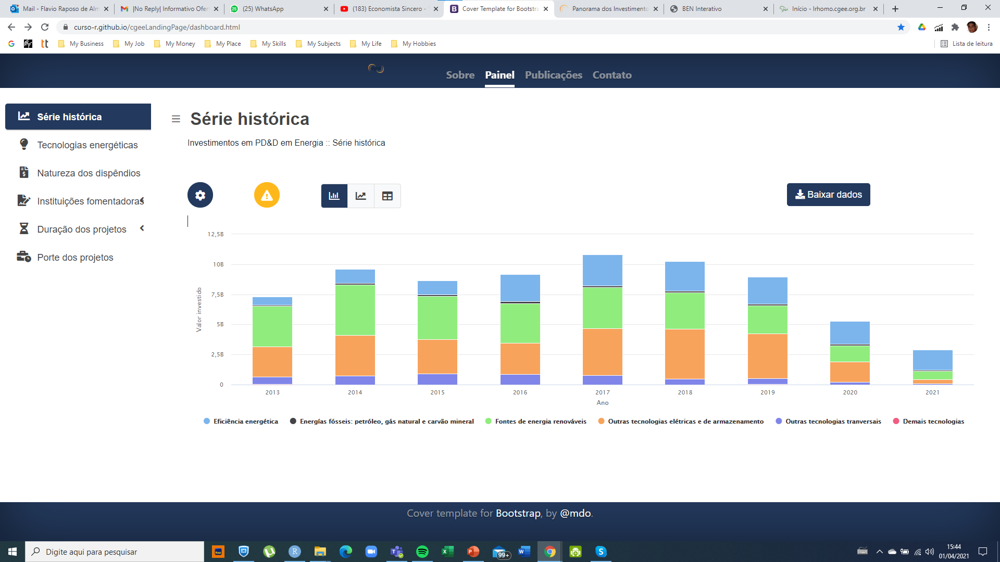 Mail - Flavio Raposo de Alm
|No Reply| Informativo Ofer
(25) WhatsApp
(183) Economista Sincero -
Cover Template for Bootstra
Panorama dos Investimento
BEN Interativo
Início - Irhomo.cgee.org.br
curso-r.github.io/cgeeLandingPage/dashboard.html
My Business
My Job
My Money
My Place
My Skills
My Subjects
My Life
My Hobbies
Lista de leitura
Sobre
Painel
Publicações
Contato
Série histórica
Tecnologias energéticas
Natureza dos dispêndios
Instituições fomentadoras
Duração dos projetos
Porte dos projetos
Série histórica
Investimentos em PD&D em Energia :: Série histórica
Baixar dados
Valor investido
12,5B
10B
7,5B
5B
2,5B
0
2013
2014
2015
2016
2017
2018
2019
2020
2021
Ano
Eficiência energética
Energías fósseis: petróleo, gás natural e carvão mineral
Fontes de energia renováveis
Outras tecnologias elétricas e de armazenamento
Outras tecnologias tranversais
Demais tecnologias
Cover template for Bootstrap, by @mdo.
Digite aqui para pesquisar
99+
15:44
01/04/2021